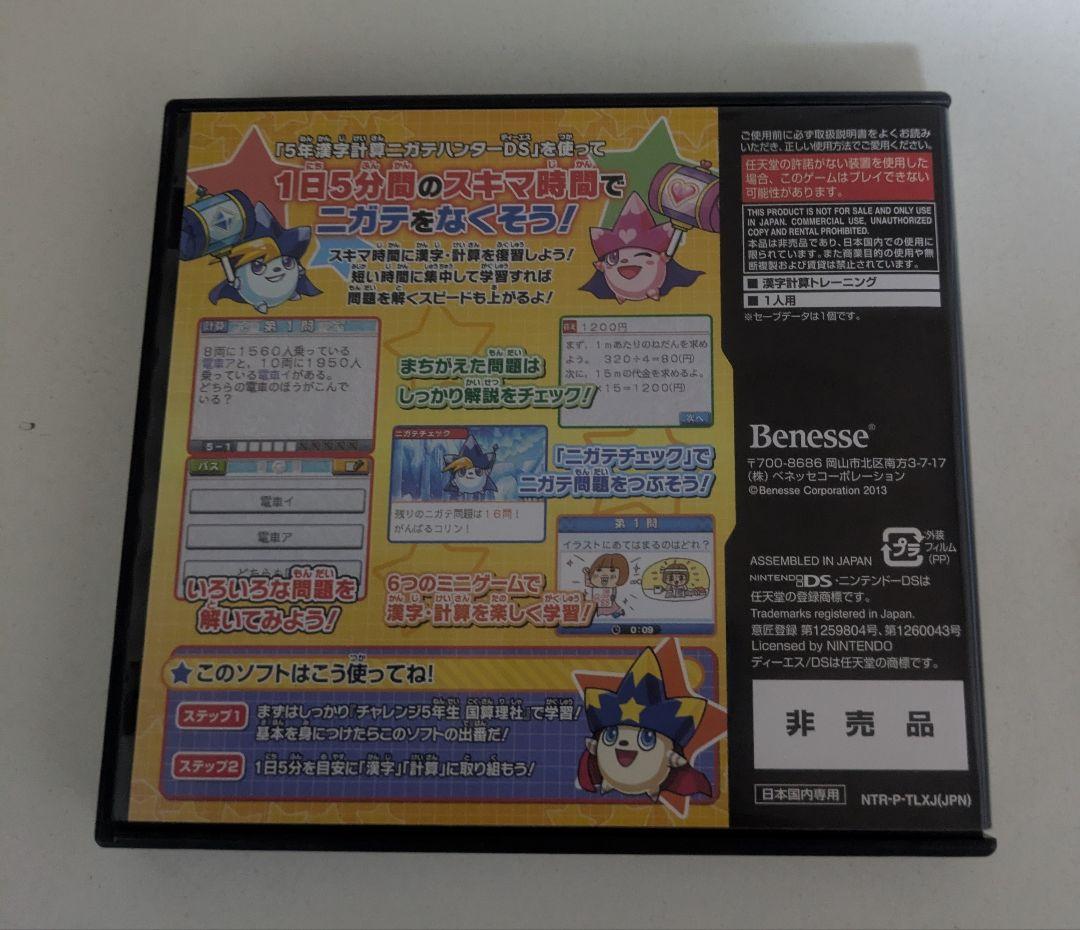 「5年漢字計算ニガテハンターDS」を使って
1日5分間のスキマ時間で
ニガテをなくそう!
スキマ時間に漢字・計算を復習しよう!
短い時間に集中して学習すれば
問題を解くスピードも上がるよ!
計算 第1問
8両に1560人乗っている
電車アと、10両に1950人
乗っている電車イがある。
どちらの電車のほうがこんで
いる?
5-1
パス
電車イ
電車ア
いろいろな問題を
解いてみよう!
まちがえた問題は
しっかり解説をチェック!
答え 1200円
まず、1mあたりのねだんを求め
よう。 320÷4=80(円)
次に、15mの代金を求めるよ。
×15=1200(円)
次へ
ニガテチェック
残りのニガテ問題は16問!
がんばるコリン!
「ニガテチェック」で
ニガテ問題をつぶそう!
第1問
イラストにあてはまるのはどれ?
0:09
6つのミニゲームで
漢字・計算を楽しく学習!
★このソフトはこう使ってね!
ステップ1
まずはしっかり『チャレンジ5年生 国算理社』で学習!
基本を身につけたらこのソフトの出番だ!
ステップ2
1日5分を目安に「漢字」「計算」に取り組もう!
ご使用前に必ず取扱説明書をよくお読み
いただき、正しい使用方法でご愛用ください。
任天堂の許諾がない装置を使用した
場合、このゲームはプレイできない
可能性があります。
THIS PRODUCT IS NOT FOR SALE AND ONLY USE
IN JAPAN. COMMERCIAL USE, UNAUTHORIZED
COPY AND RENTAL PROHIBITED.
本品は非売品であり、日本国内での使用に
限られています。また商業目的の使用や無
断複製および賃貸は禁止されています。
■漢字計算トレーニング
■1人用
※セーブデータは1個です。
Benesse®
〒700-8686 岡山市北区南方3-7-17
(株)ベネッセコーポレーション
©Benesse Corporation 2013
プラ
外装
フィルム
(PP)
ASSEMBLED IN JAPAN
NINTENDO DS・ニンテンドーDSは
任天堂の登録商標です。
Trademarks registered in Japan.
意匠登録 第1259804号、第1260043号
Licensed by NINTENDO
ディーエス/DSは任天堂の商標です。
非売品
日本国内専用
NTR-P-TLXJ(JPN)